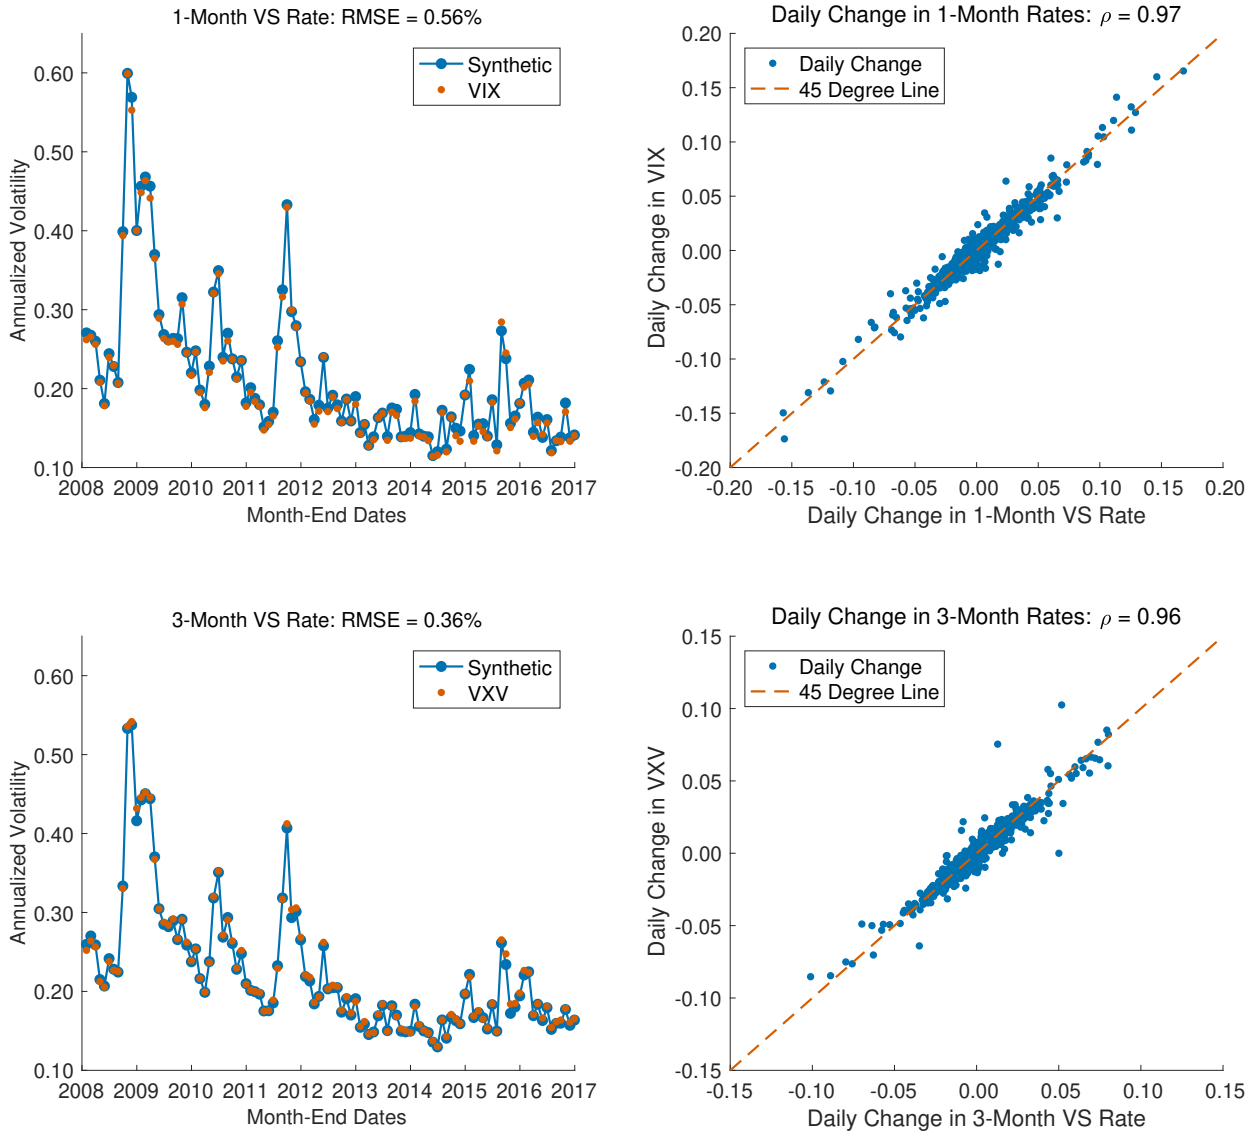 1-Month VS Rate: RMSE = 0.56%
Annualized Volatility
0.60
0.50
0.40
0.30
0.20
0.10
Synthetic
VIX
2008 2009 2010 2011 2012 2013 2014 2015 2016 2017
Month-End Dates
Daily Change in 1-Month Rates: ρ = 0.97
Daily Change in VIX
0.20
0.15
0.10
0.05
0.00
-0.05
-0.10
-0.15
-0.20
Daily Change
45 Degree Line
-0.20 -0.15 -0.10 -0.05 0.00 0.05 0.10 0.15 0.20
Daily Change in 1-Month VS Rate
3-Month VS Rate: RMSE = 0.36%
Annualized Volatility
0.60
0.50
0.40
0.30
0.20
0.10
Synthetic
VXV
2008 2009 2010 2011 2012 2013 2014 2015 2016 2017
Month-End Dates
Daily Change in 3-Month Rates: ρ = 0.96
Daily Change in VXV
0.15
0.10
0.05
0.00
-0.05
-0.10
-0.15
Daily Change
45 Degree Line
-0.15 -0.10 -0.05 0.00 0.05 0.10 0.15
Daily Change in 3-Month VS Rate